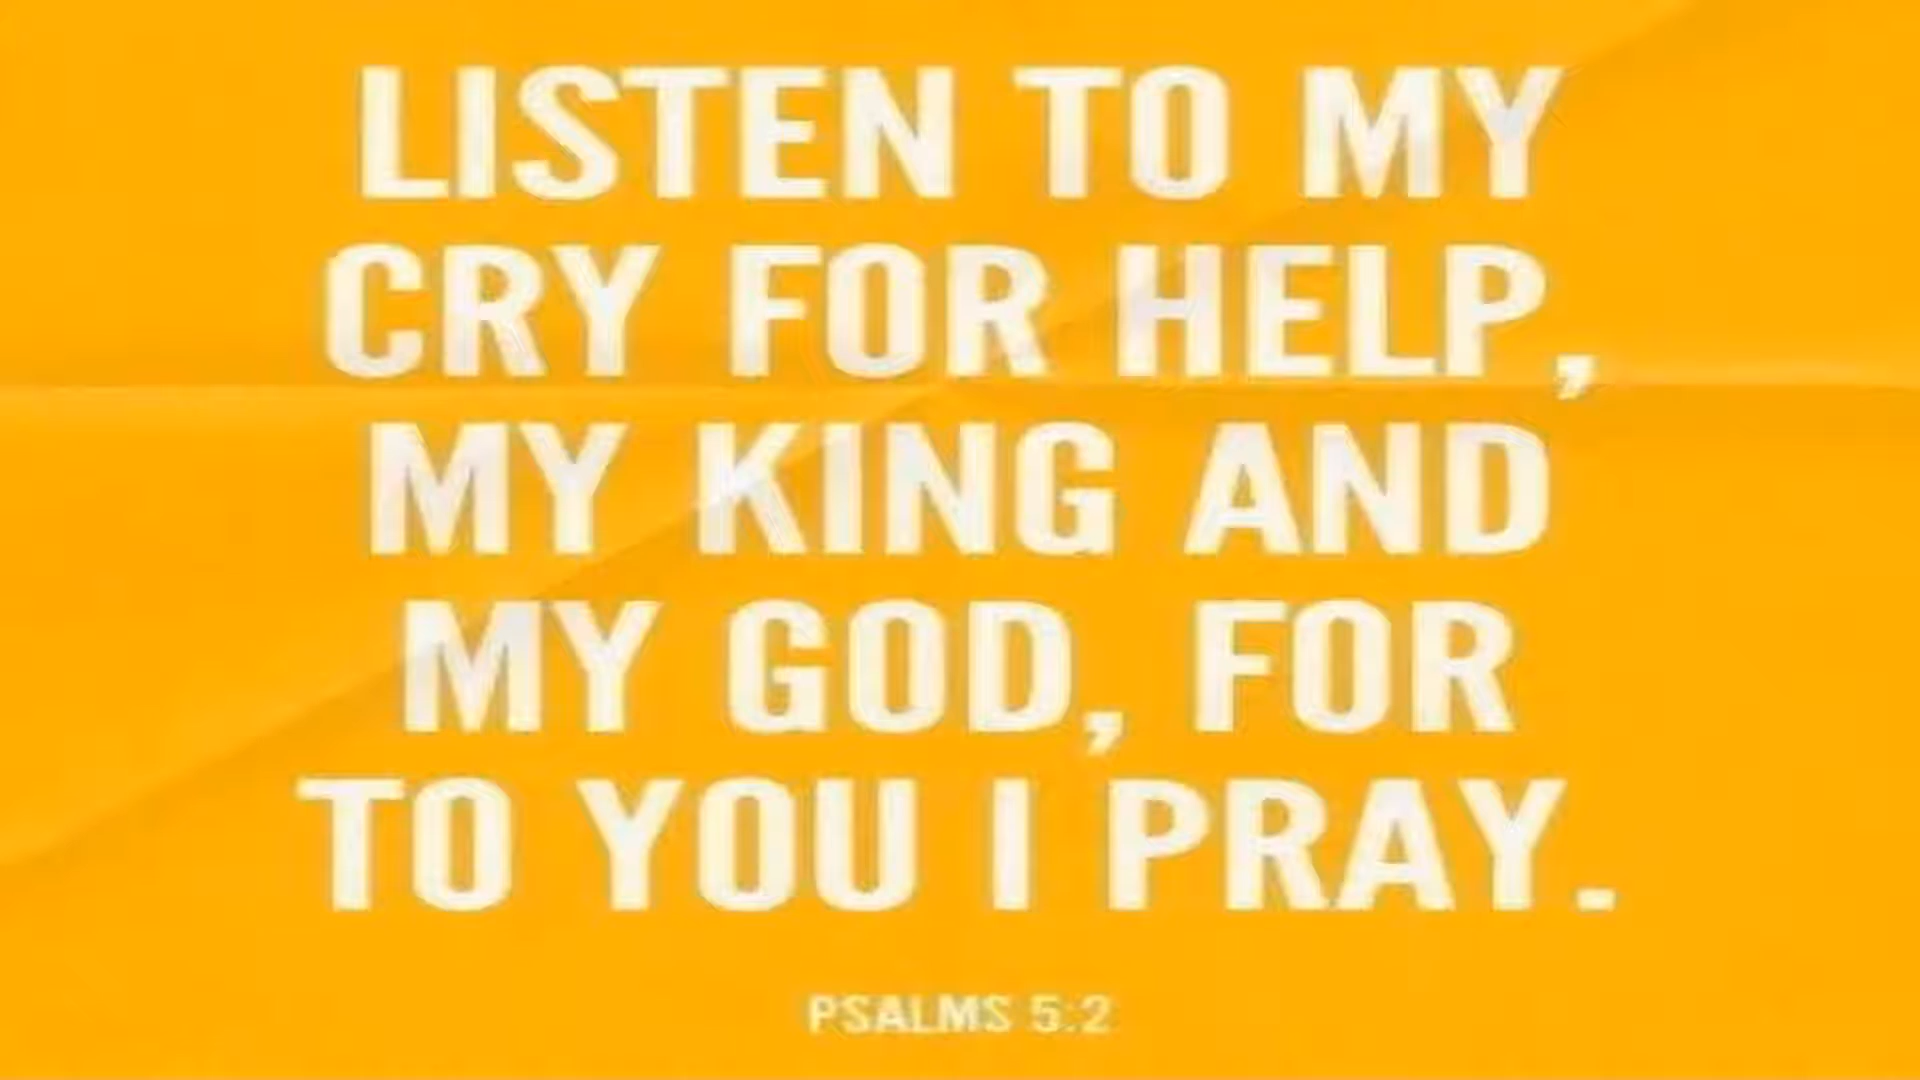 LISTEN TO MY
CRY FOR HELP,
MY KING AND
MY GOD, FOR
TO YOU I PRAY.
PSALMS 5:2